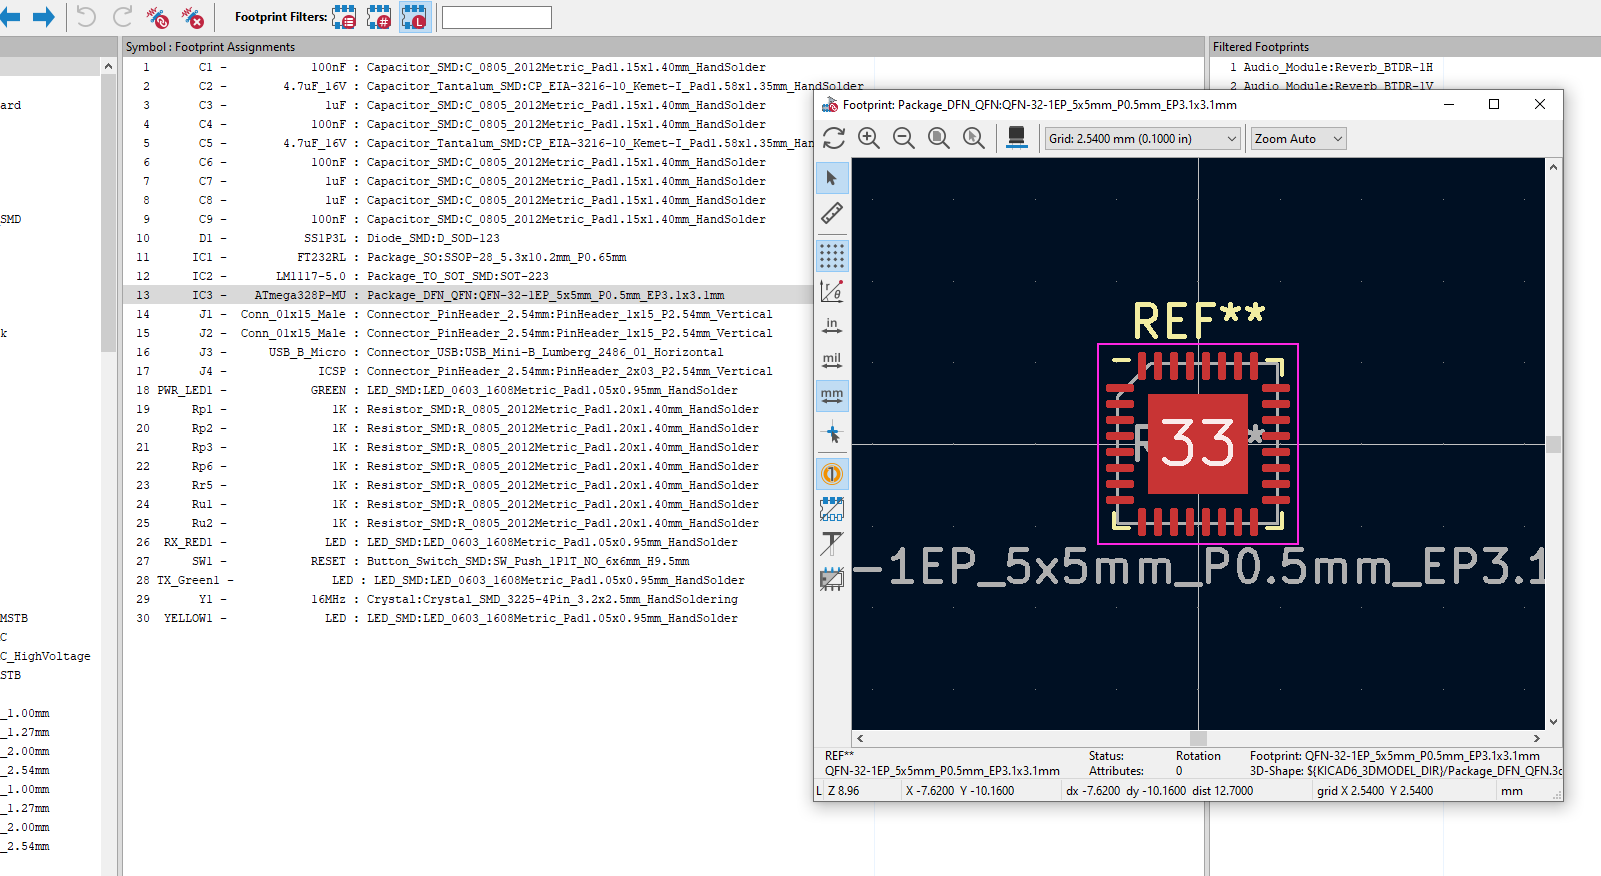 Footprint Filters:
Symbol : Footprint Assignments
Filtered Footprints
ard
SMD
k
MSTB
C
C_HighVoltage
STB
_1.00mm
_1.27mm
_2.00mm
_2.54mm
_1.00mm
_1.27mm
_2.00mm
_2.54mm
1 C1 - 100nF : Capacitor_SMD:C_0805_2012Metric_Pad1.15x1.40mm_HandSolder
2 C2 - 4.7uF_16V : Capacitor_Tantalum_SMD:CP_EIA-3216-10_Kemet-I_Pad1.58x1.35mm_HandSolder
3 C3 - 1uF : Capacitor_SMD:C_0805_2012Metric_Pad1.15x1.40mm_HandSolder
4 C4 - 100nF : Capacitor_SMD:C_0805_2012Metric_Pad1.15x1.40mm_HandSolder
5 C5 - 4.7uF_16V : Capacitor_Tantalum_SMD:CP_EIA-3216-10_Kemet-I_Pad1.58x1.35mm_Han
6 C6 - 100nF : Capacitor_SMD:C_0805_2012Metric_Pad1.15x1.40mm_HandSolder
7 C7 - 1uF : Capacitor_SMD:C_0805_2012Metric_Pad1.15x1.40mm_HandSolder
8 C8 - 1uF : Capacitor_SMD:C_0805_2012Metric_Pad1.15x1.40mm_HandSolder
9 C9 - 100nF : Capacitor_SMD:C_0805_2012Metric_Pad1.15x1.40mm_HandSolder
10 D1 - SS1P3L : Diode_SMD:D_SOD-123
11 IC1 - FT232RL : Package_SO:SSOP-28_5.3x10.2mm_P0.65mm
12 IC2 - LM1117-5.0 : Package_TO_SOT_SMD:SOT-223
13 IC3 - ATmega328P-MU : Package_DFN_QFN:QFN-32-1EP_5x5mm_P0.5mm_EP3.1x3.1mm
14 J1 - Conn_01x15_Male : Connector_PinHeader_2.54mm:PinHeader_1x15_P2.54mm_Vertical
15 J2 - Conn_01x15_Male : Connector_PinHeader_2.54mm:PinHeader_1x15_P2.54mm_Vertical
16 J3 - USB_B_Micro : Connector_USB:USB_Mini-B_Lumberg_2486_01_Horizontal
17 J4 - ICSP : Connector_PinHeader_2.54mm:PinHeader_2x03_P2.54mm_Vertical
18 PWR_LED1 - GREEN : LED_SMD:LED_0603_1608Metric_Pad1.05x0.95mm_HandSolder
19 Rp1 - 1K : Resistor_SMD:R_0805_2012Metric_Pad1.20x1.40mm_HandSolder
20 Rp2 - 1K : Resistor_SMD:R_0805_2012Metric_Pad1.20x1.40mm_HandSolder
21 Rp3 - 1K : Resistor_SMD:R_0805_2012Metric_Pad1.20x1.40mm_HandSolder
22 Rp6 - 1K : Resistor_SMD:R_0805_2012Metric_Pad1.20x1.40mm_HandSolder
23 Rr5 - 1K : Resistor_SMD:R_0805_2012Metric_Pad1.20x1.40mm_HandSolder
24 Ru1 - 1K : Resistor_SMD:R_0805_2012Metric_Pad1.20x1.40mm_HandSolder
25 Ru2 - 1K : Resistor_SMD:R_0805_2012Metric_Pad1.20x1.40mm_HandSolder
26 RX_RED1 - LED : LED_SMD:LED_0603_1608Metric_Pad1.05x0.95mm_HandSolder
27 SW1 - RESET : Button_Switch_SMD:SW_Push_1P1T_NO_6x6mm_H9.5mm
28 TX_Green1 - LED : LED_SMD:LED_0603_1608Metric_Pad1.05x0.95mm_HandSolder
29 Y1 - 16MHz : Crystal:Crystal_SMD_3225-4Pin_3.2x2.5mm_HandSoldering
30 YELLOW1 - LED : LED_SMD:LED_0603_1608Metric_Pad1.05x0.95mm_HandSolder
1 Audio_Module:Reverb_BTDR-1H
2 Audio_Module:Reverb_BTDR-1V
Footprint: Package_DFN_QFN:QFN-32-1EP_5x5mm_P0.5mm_EP3.1x3.1mm
Grid: 2.5400 mm (0.1000 in)
Zoom Auto
in
mil
mm
REF**
33
-1EP_5x5mm_P0.5mm_EP3.1
REF** Status: Rotation Footprint: QFN-32-1EP_5x5mm_P0.5mm_EP3.1x3.1mm
QFN-32-1EP_5x5mm_P0.5mm_EP3.1x3.1mm Attributes: 0 3D-Shape: ${KICAD6_3DMODEL_DIR}/Package_DFN_QFN.3
L Z 8.96 X -7.6200 Y -10.1600 dx -7.6200 dy -10.1600 dist 12.7000 grid X 2.5400 Y 2.5400 mm